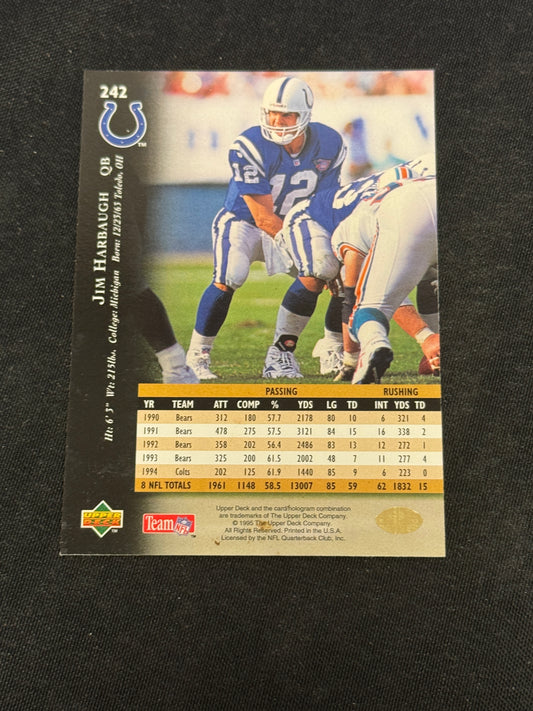 242
JIM HARBAUGH QB
Ht: 6' 3" Wt: 215lbs. College: Michigan Born: 12/23/63 Toledo, OH
12
12
PASSING RUSHING
YR TEAM ATT COMP % YDS LG TD INT YDS TD
1990 Bears 312 180 57.7 2178 80 10 6 321 4
1991 Bears 478 275 57.5 3121 84 15 16 338 2
1992 Bears 358 202 56.4 2486 83 13 12 272 1
1993 Bears 325 200 61.5 2002 48 7 11 277 4
1994 Colts 202 125 61.9 1440 85 9 6 223 0
8 NFL TOTALS 1961 1148 58.5 13007 85 59 62 1832 15
UPPER DECK
TM
Team NFL
Upper Deck and the card/hologram combination
are trademarks of The Upper Deck Company.
© 1995 The Upper Deck Company.
All Rights Reserved. Printed in the U.S.A.
Licensed by the NFL Quarterback Club, Inc.